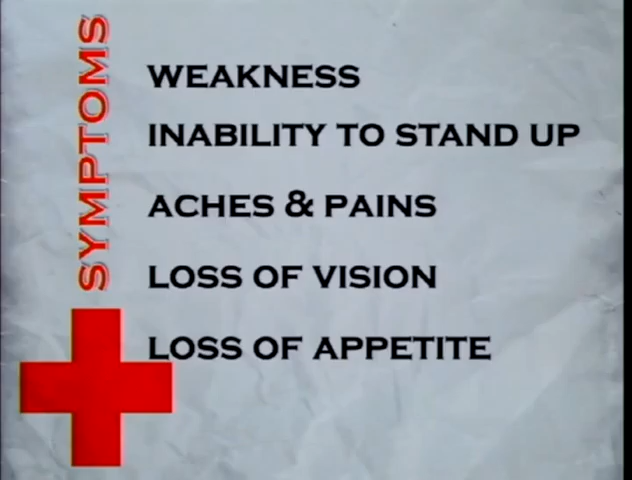 SYMPTOMS
WEAKNESS
INABILITY TO STAND UP
ACHES & PAINS
LOSS OF VISION
LOSS OF APPETITE